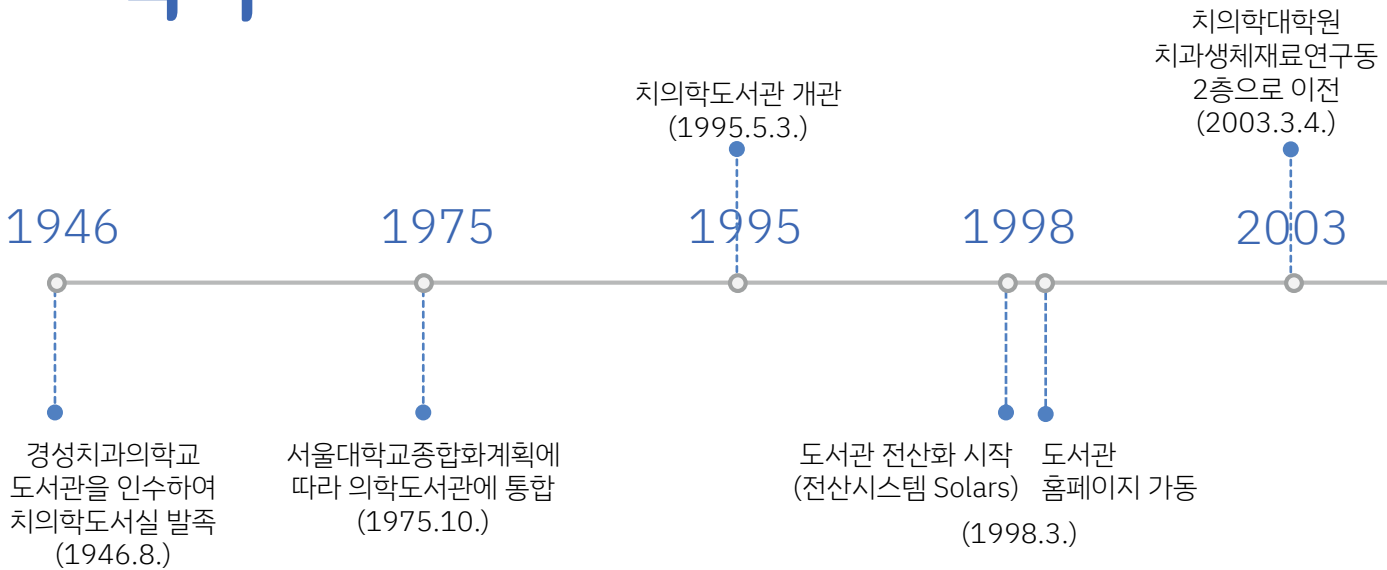 치의학대학원
치과생체재료연구동
2층으로 이전
(2003.3.4.)
치의학도서관 개관
(1995.5.3.)
1946
1975
1995
1998
2003
경성치과의학교
도서관을 인수하여
치의학도서실 발족
(1946.8.)
서울대학교종합화계획에
따라 의학도서관에 통합
(1975.10.)
도서관 전산화 시작
(전산시스템 Solars)
도서관
홈페이지 가동
(1998.3.)